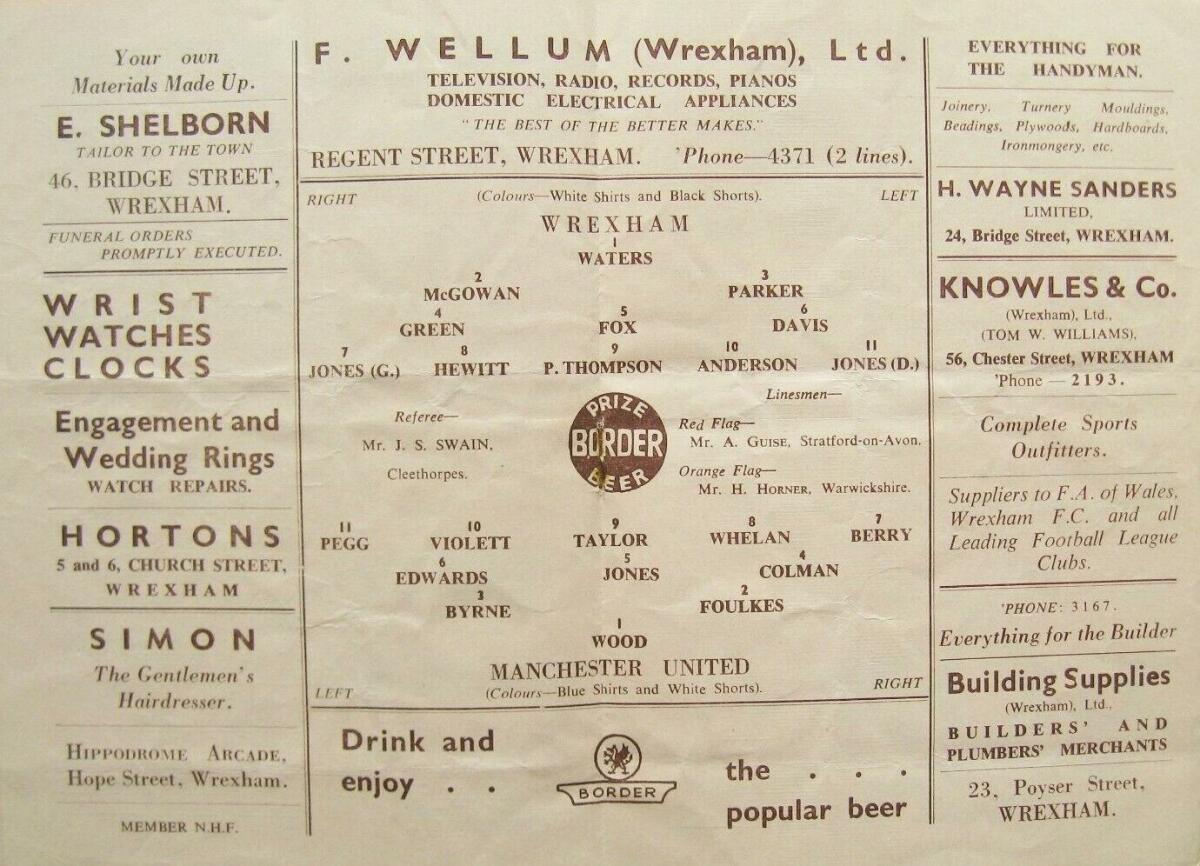 Your own
Materials Made Up.
E. SHELBORN
TAILOR TO THE TOWN
46, BRIDGE STREET,
WREXHAM.
FUNERAL ORDERS
PROMPTLY EXECUTED.
WRIST
WATCHES
CLOCKS
Engagement and
Wedding Rings
WATCH REPAIRS.
HORTONS
5 and 6, CHURCH STREET,
WREXHAM
SIMON
The Gentlemen's
Hairdresser.
HIPPODROME ARCADE,
Hope Street, Wrexham.
MEMBER N.H.F.
F. WELLUM (Wrexham), Ltd.
TELEVISION, RADIO, RECORDS, PIANOS
DOMESTIC ELECTRICAL APPLIANCES
"THE BEST OF THE BETTER MAKES."
REGENT STREET, WREXHAM. 'Phone—4371 (2 lines).
RIGHT (Colours—White Shirts and Black Shorts). LEFT
WREXHAM
1
WATERS
2 3
McGOWAN PARKER
4 5 6
GREEN FOX DAVIS
7 8 9 10 11
JONES (G.) HEWITT P. THOMPSON ANDERSON JONES (D.)
Referee—
Mr. J. S. SWAIN,
Cleethorpes.
PRIZE
BORDER
BEER
Linesmen—
Red Flag—
Mr. A. GUISE, Stratford-on-Avon.
Orange Flag—
Mr. H. HORNER, Warwickshire.
11 10 9 8 7
PEGG VIOLETT TAYLOR WHELAN BERRY
6 5 4
EDWARDS JONES COLMAN
3 2
BYRNE FOULKES
1
WOOD
MANCHESTER UNITED
LEFT (Colours—Blue Shirts and White Shorts). RIGHT
Drink and
enjoy . .
BORDER
the . . .
popular beer
EVERYTHING FOR
THE HANDYMAN.
Joinery, Turnery Mouldings,
Beadings, Plywoods, Hardboards,
Ironmongery, etc.
H. WAYNE SANDERS
LIMITED,
24, Bridge Street, WREXHAM.
KNOWLES & Co.
(Wrexham), Ltd.,
(TOM W. WILLIAMS),
56, Chester Street, WREXHAM
'Phone — 2193.
Complete Sports
Outfitters.
Suppliers to F.A. of Wales,
Wrexham F.C. and all
Leading Football League
Clubs.
'PHONE: 3167.
Everything for the Builder
Building Supplies
(Wrexham), Ltd.,
BUILDERS' AND
PLUMBERS' MERCHANTS
23, Poyser Street,
WREXHAM.